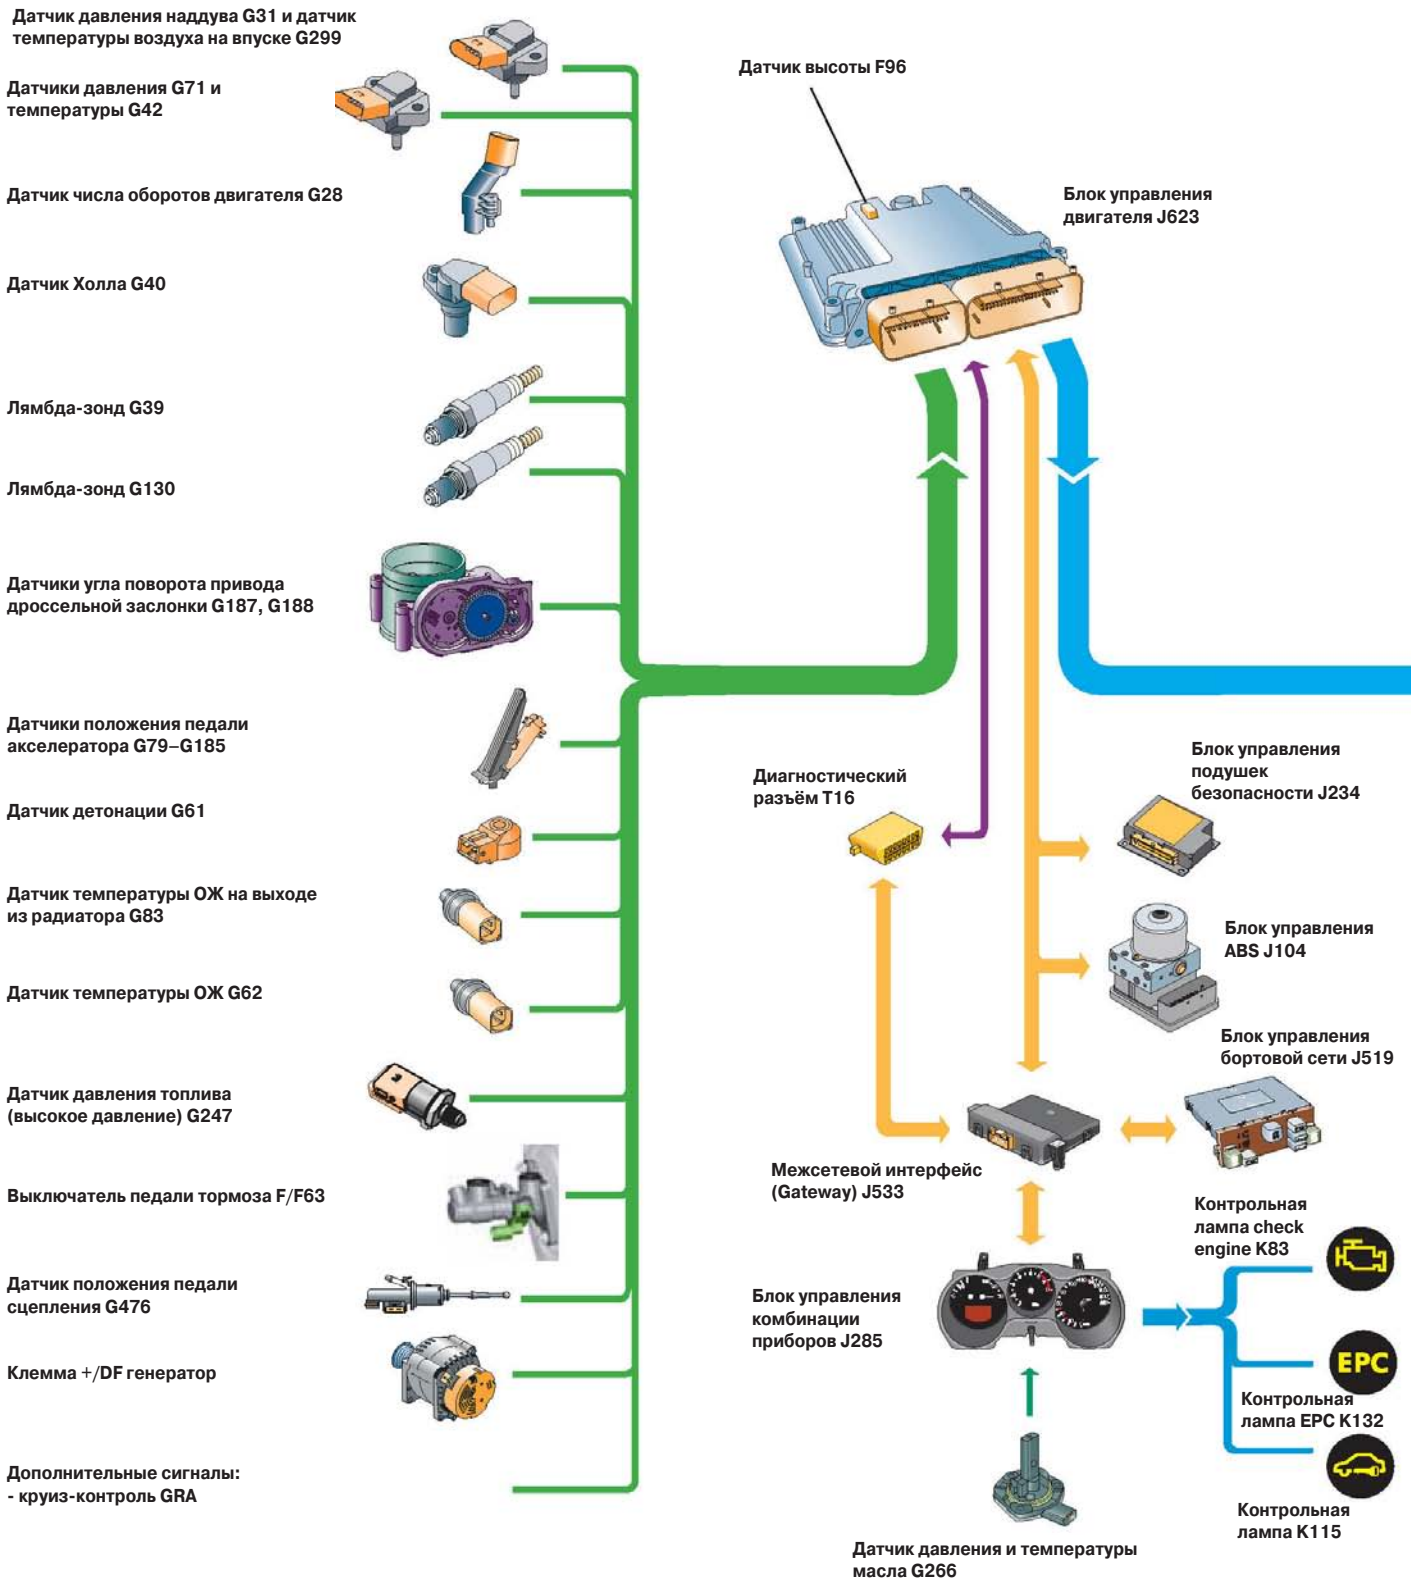 Датчик давления наддува G31 и датчик
температуры воздуха на впуске G299
Датчики давления G71 и
температуры G42
Датчик числа оборотов двигателя G28
Датчик Холла G40
Лямбда-зонд G39
Лямбда-зонд G130
Датчики угла поворота привода
дроссельной заслонки G187, G188
Датчики положения педали
акселератора G79–G185
Датчик детонации G61
Датчик температуры ОЖ на выходе
из радиатора G83
Датчик температуры ОЖ G62
Датчик давления топлива
(высокое давление) G247
Выключатель педали тормоза F/F63
Датчик положения педали
сцепления G476
Клемма +/DF генератор
Дополнительные сигналы:
- круиз-контроль GRA
Датчик высоты F96
Блок управления
двигателя J623
Диагностический
разъём T16
Блок управления
подушек
безопасности J234
Блок управления
ABS J104
Блок управления
бортовой сети J519
Межсетевой интерфейс
(Gateway) J533
Блок управления
комбинации
приборов J285
Контрольная
лампа check
engine K83
EPC
Контрольная
лампа EPC K132
Контрольная
лампа K115
Датчик давления и температуры
масла G266